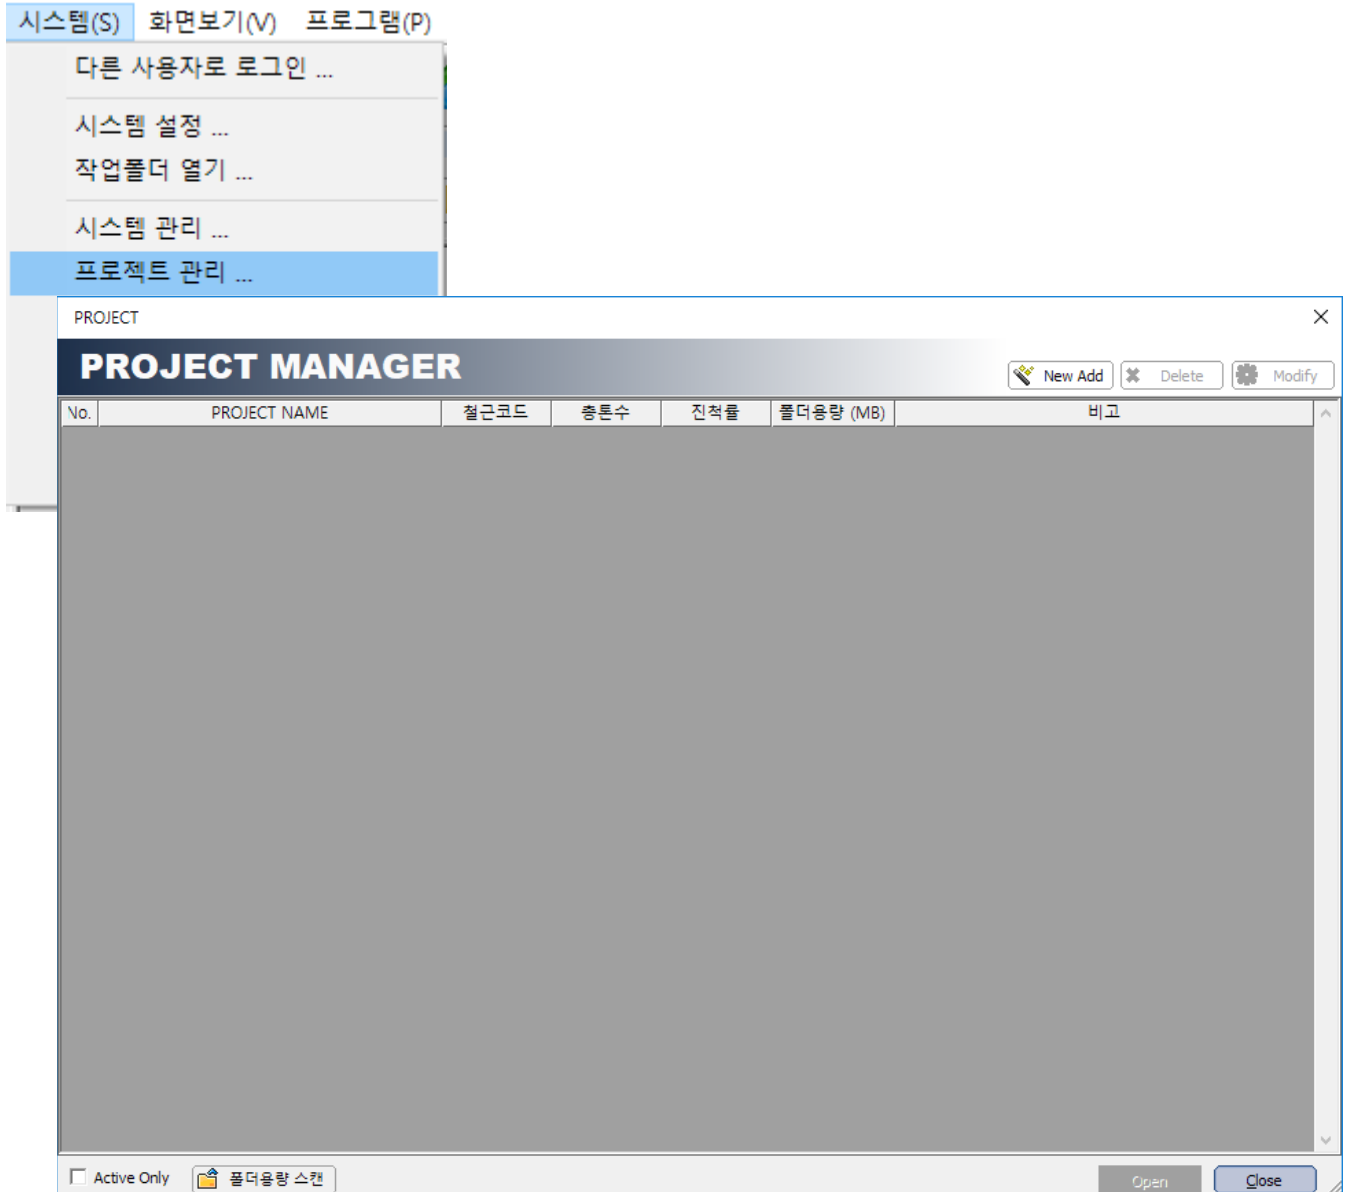 시스템(S) 화면보기(V) 프로그램(P)
다른 사용자로 로그인 ...
시스템 설정 ...
작업폴더 열기 ...
시스템 관리 ...
프로젝트 관리 ...
PROJECT
PROJECT MANAGER
New Add Delete Modify
No. PROJECT NAME 철근코드 총톤수 진척률 폴더용량 (MB) 비고
Active Only 폴더용량 스캔 Open Close